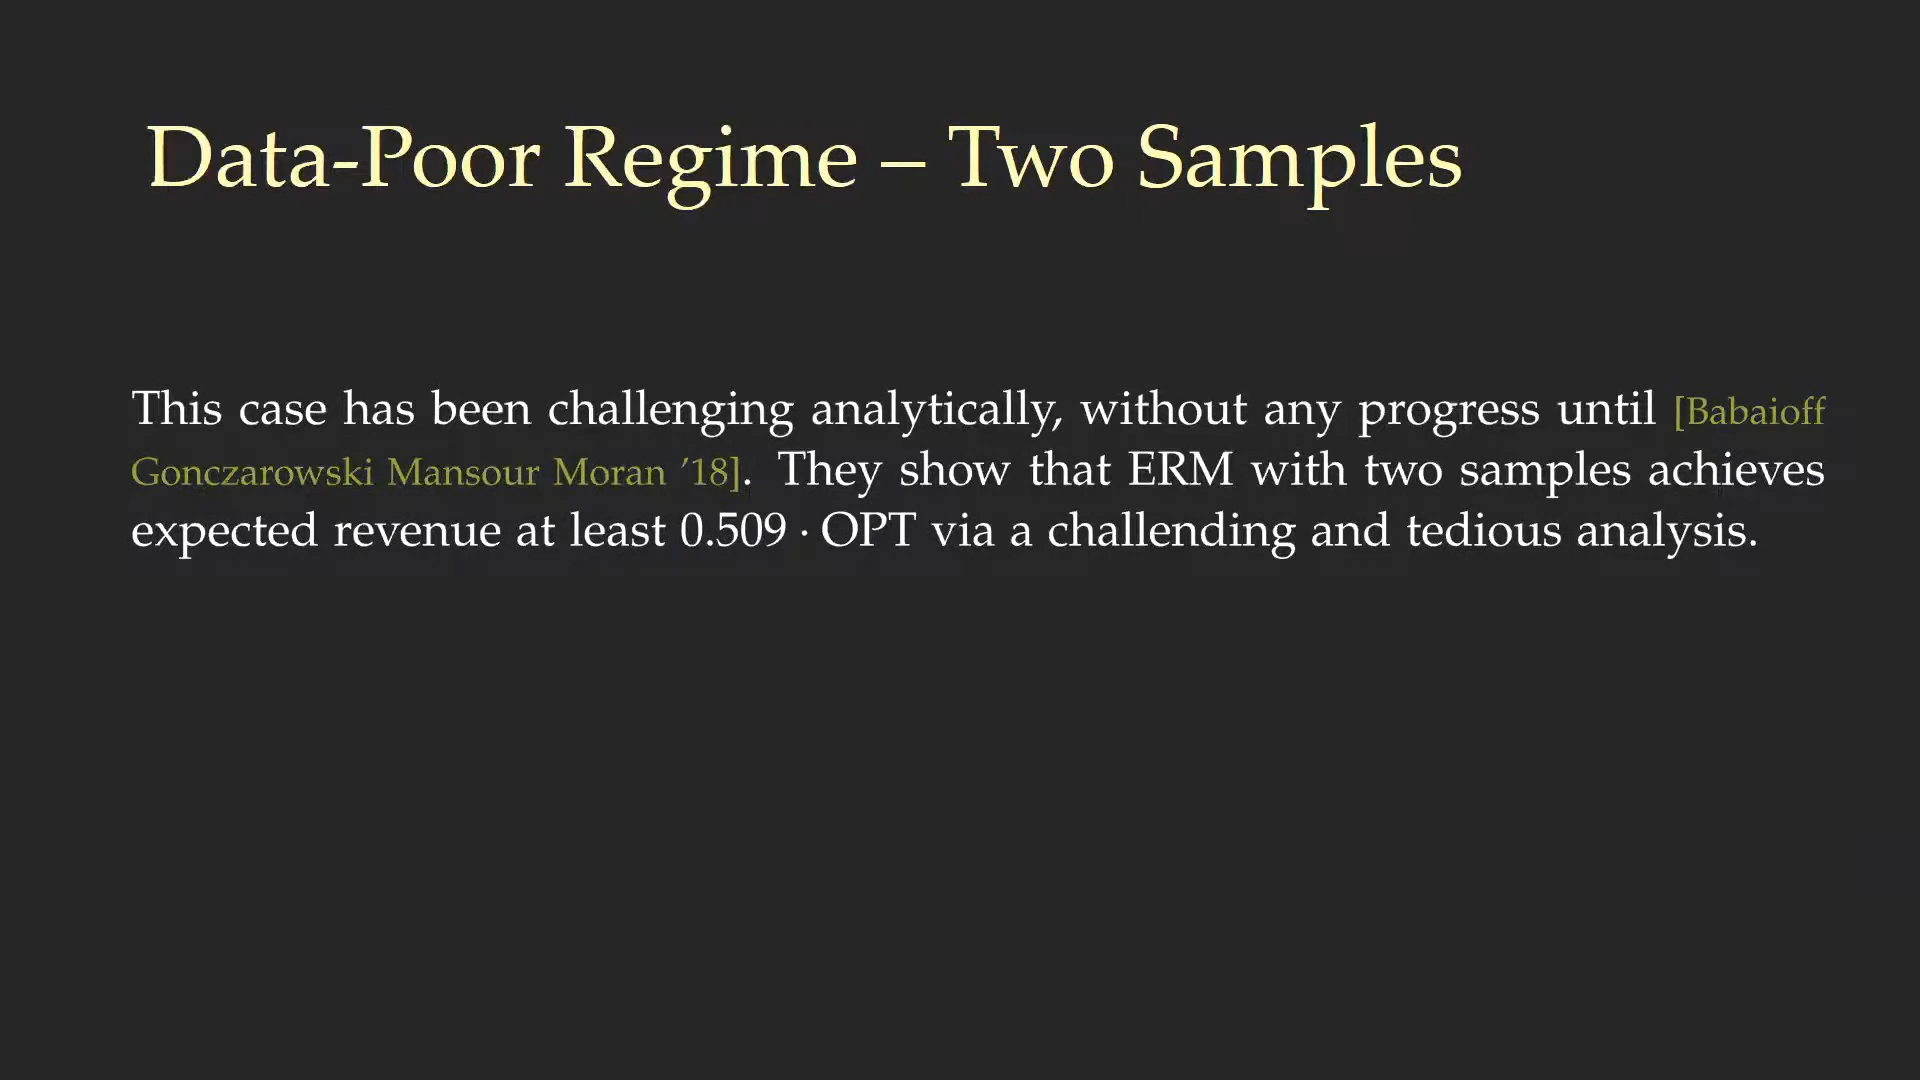 Data-Poor Regime – Two Samples
This case has been challenging analytically, without any progress until [Babaioff
Gonczarowski Mansour Moran ’18]. They show that ERM with two samples achieves
expected revenue at least 0.509 · OPT via a challending and tedious analysis.